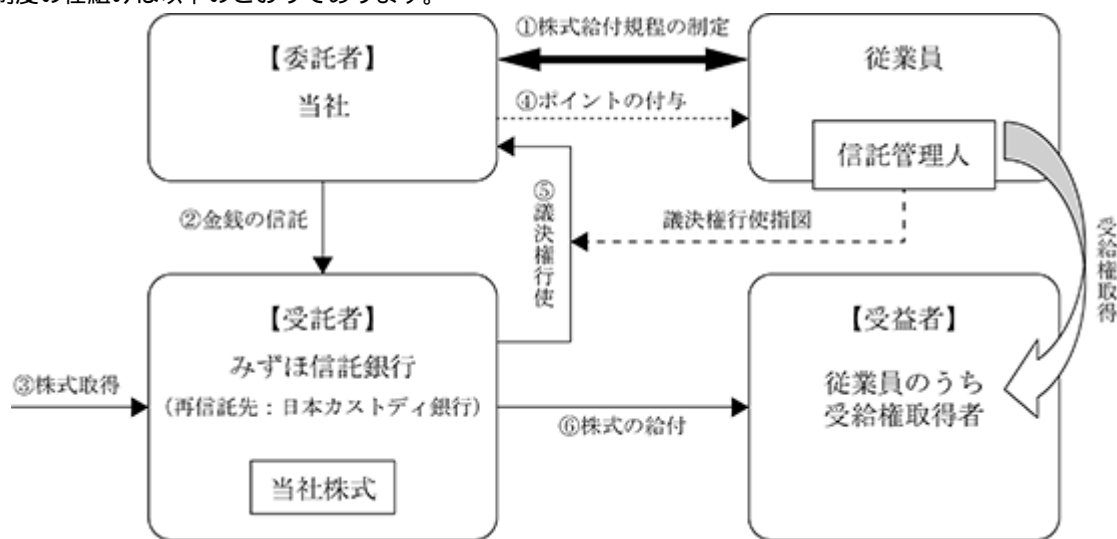 制度の仕組みは以下のとおりであります。
①株式給付規程の制定
【委託者】
当社
従業員
④ポイントの付与
信託管理人
②金銭の信託
⑤議決権行使
議決権行使指図
受給権取得
【受託者】
みずほ信託銀行
(再信託先：日本カストディ銀行)
当社株式
【受益者】
従業員のうち
受給権取得者
③株式取得
⑥株式の給付